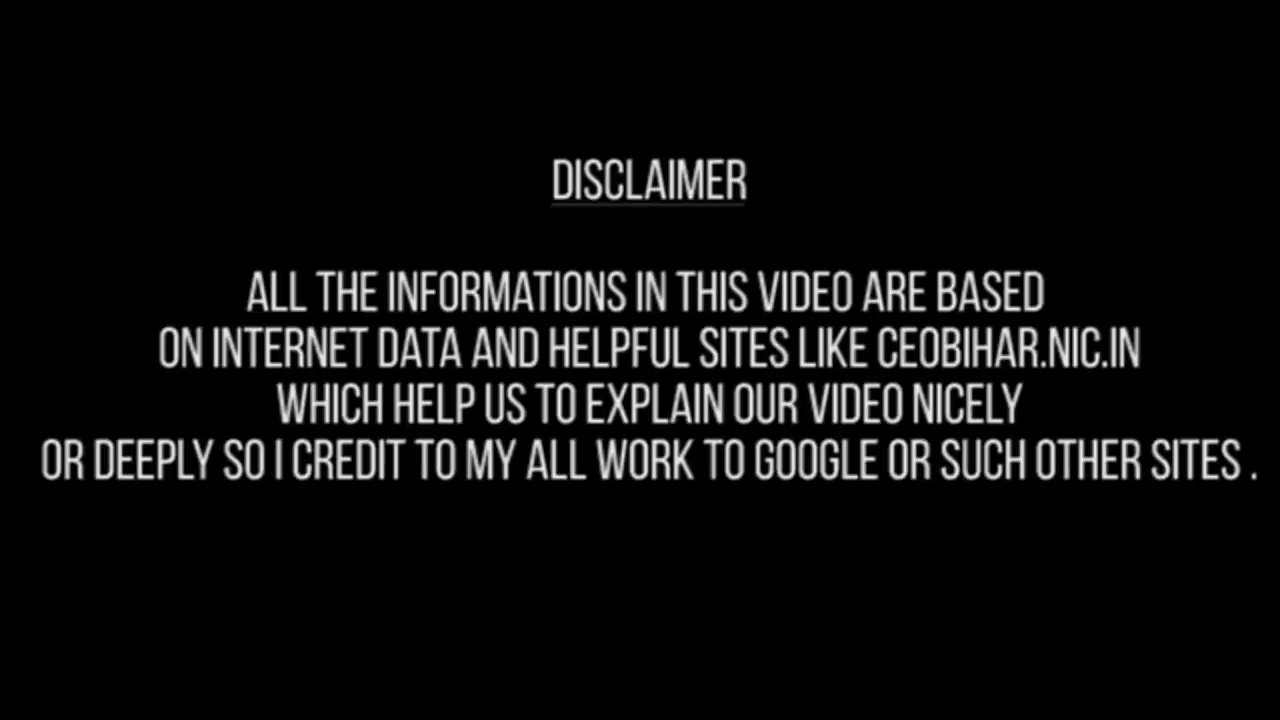 DISCLAIMER
ALL THE INFORMATIONS IN THIS VIDEO ARE BASED
ON INTERNET DATA AND HELPFUL SITES LIKE CEOBIHAR.NIC.IN
WHICH HELP US TO EXPLAIN OUR VIDEO NICELY
OR DEEPLY SO I CREDIT TO MY ALL WORK TO GOOGLE OR SUCH OTHER SITES .